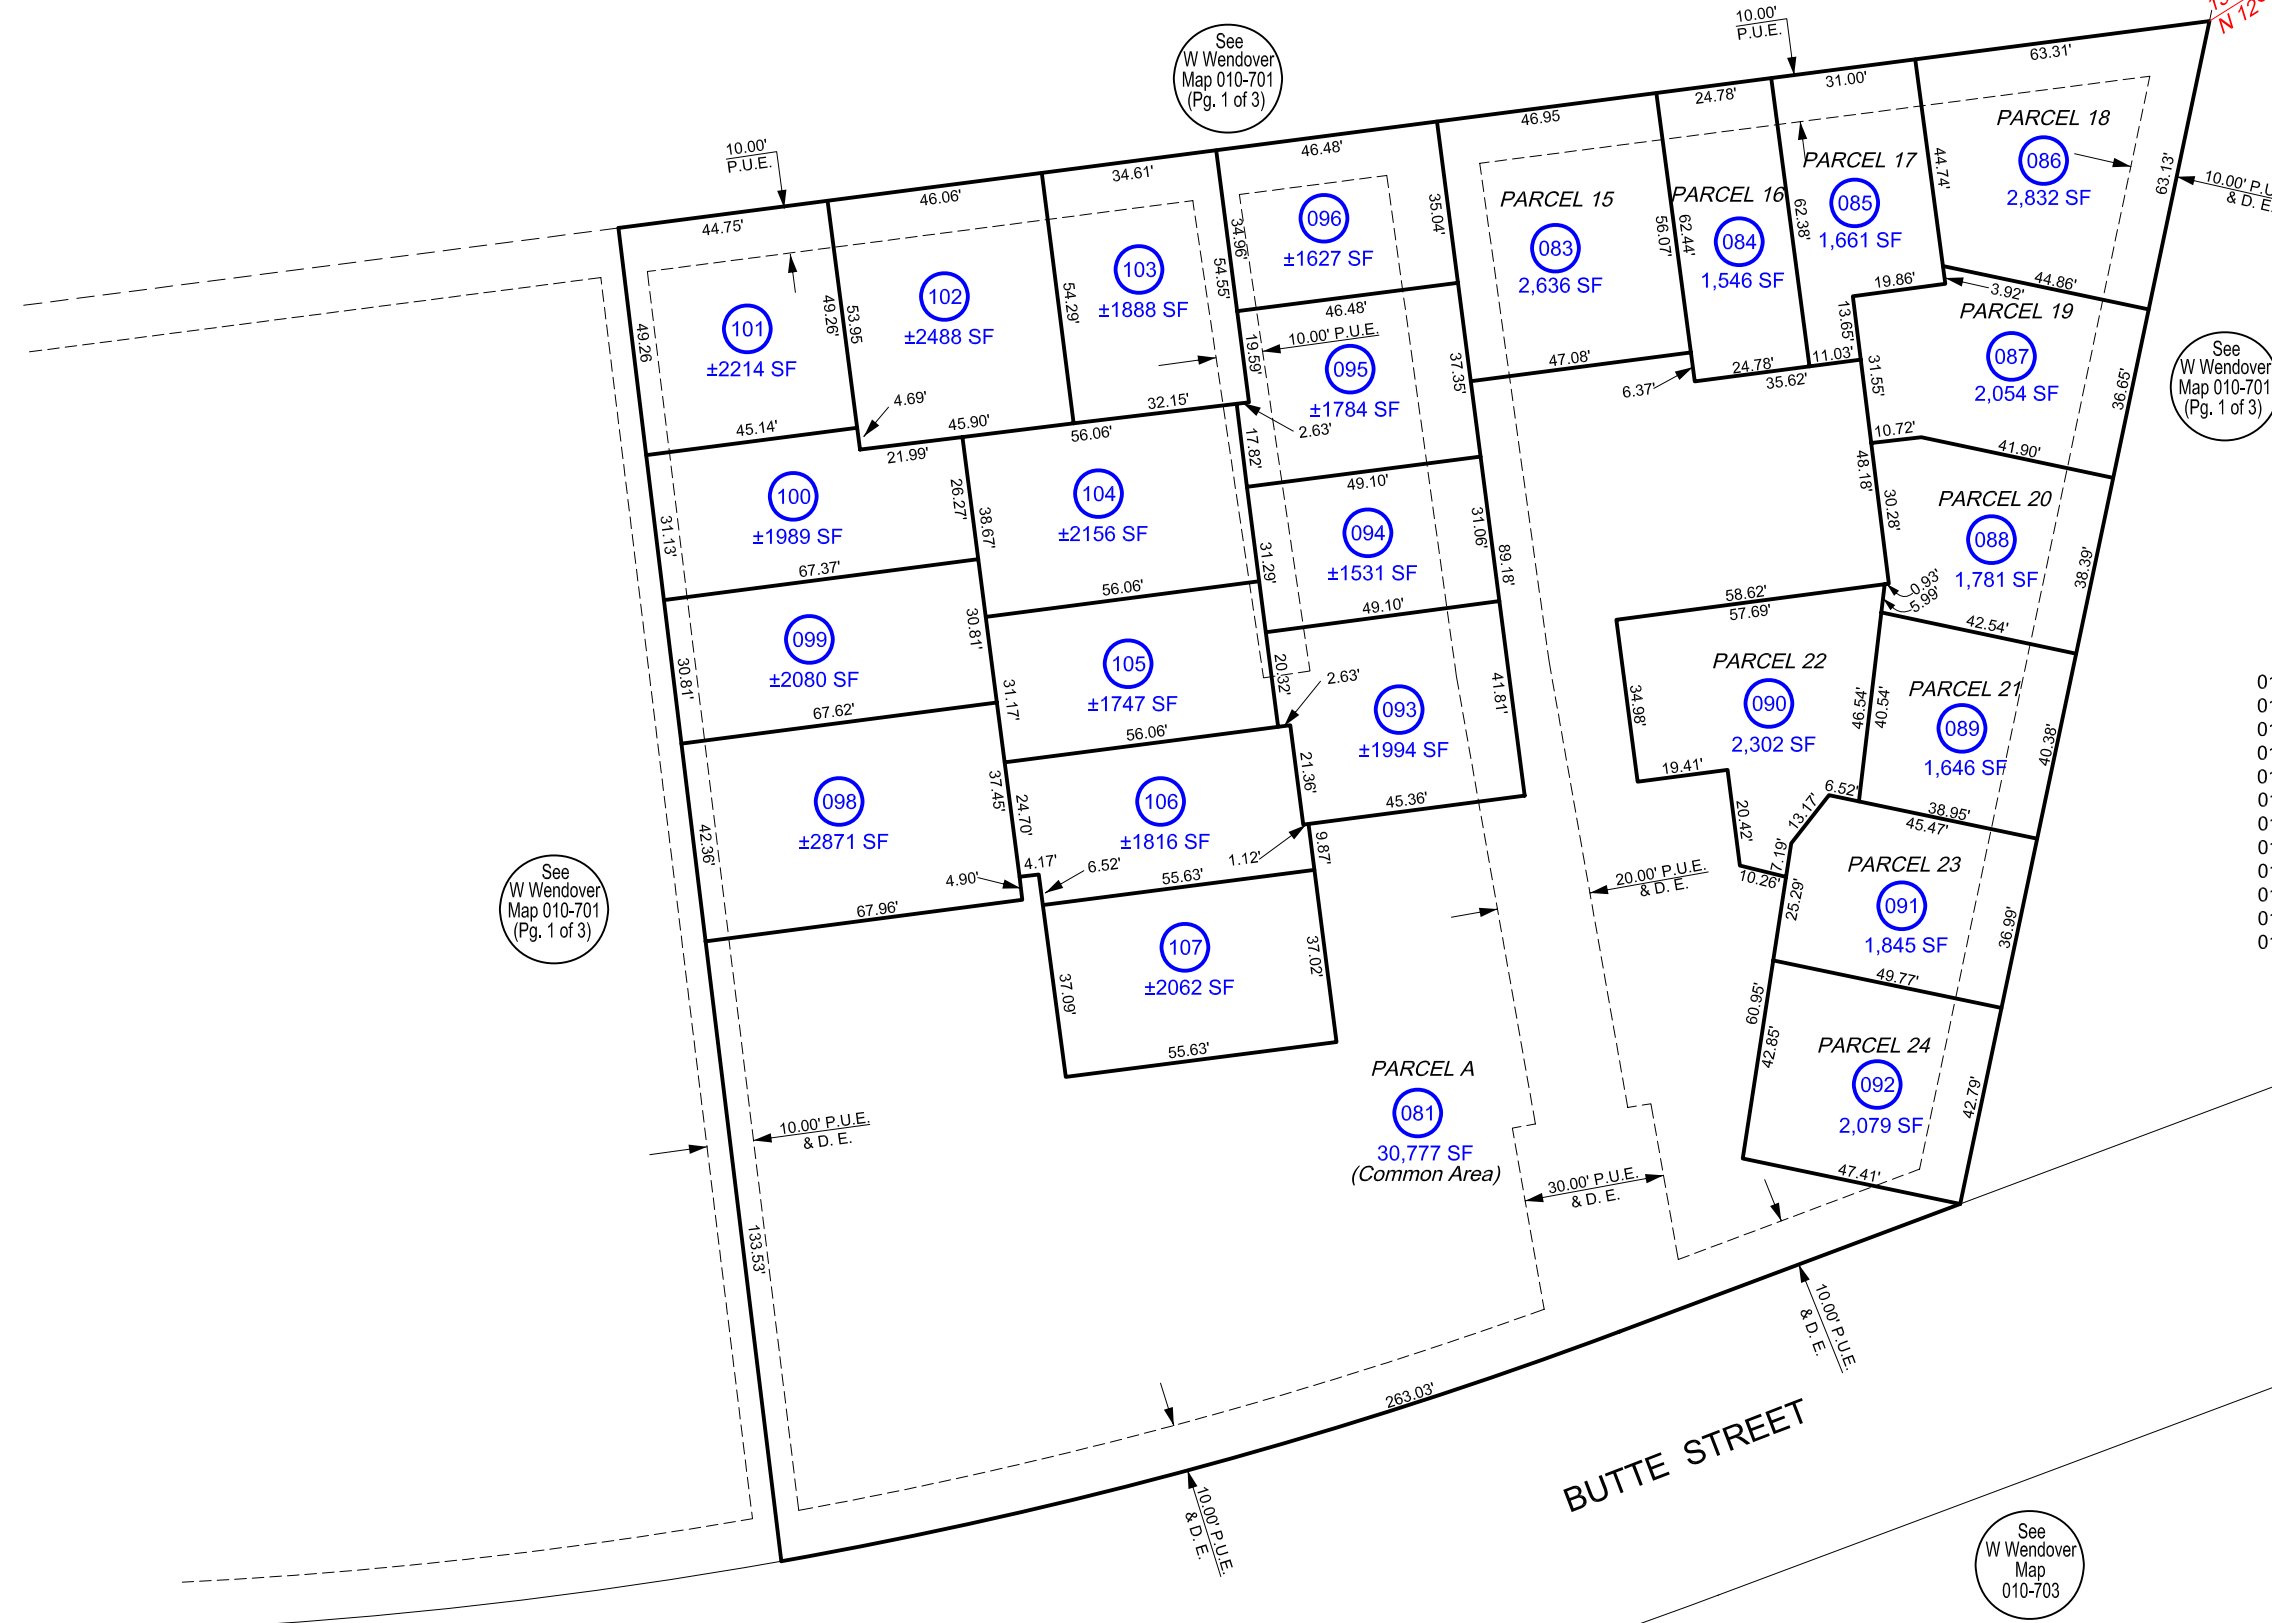 See
W Wendover
Map 010-701
(Pg. 1 of 3)
10.00'
P.U.E.
10.00'
P.U.E.
N 12
63.31'
31.00'
24.78'
46.95
46.48'
34.61'
46.06'
44.75'
PARCEL 18
086
2,832 SF
44.74'
63.13'
44.86'
3.92'
PARCEL 17
085
1,661 SF
62.38'
19.86'
13.65'
11.03'
PARCEL 16
084
1,546 SF
62.44'
56.07'
24.78'
35.62'
6.37'
PARCEL 15
083
2,636 SF
47.08'
35.04'
37.35'
096
±1627 SF
34.96'
46.48'
10.00' P.U.E.
19.59'
095
±1784 SF
2.63'
49.10'
103
±1888 SF
54.55'
54.29'
32.15'
102
±2488 SF
53.95
49.26'
45.90'
4.69'
101
±2214 SF
49.26
45.14'
21.99'
56.06'
17.82'
PARCEL 19
087
2,054 SF
31.55'
36.65'
10.72'
41.90'
See
W Wendover
Map 010-701
(Pg. 1 of 3)
100
±1989 SF
31.13'
26.27'
67.37'
104
±2156 SF
38.67'
56.06'
094
±1531 SF
31.29'
31.06'
89.18'
49.10'
48.18'
30.28'
PARCEL 20
088
1,781 SF
38.39'
0.93'
5.99'
42.54'
58.62'
57.69'
099
±2080 SF
30.81'
30.81'
67.62'
105
±1747 SF
31.17'
20.32'
56.06'
2.63'
093
±1994 SF
41.81'
21.36'
45.36'
PARCEL 22
090
2,302 SF
34.98'
46.54'
40.54'
19.41'
20.42'
10.26'
7.19'
13.17'
6.52'
PARCEL 21
089
1,646 SF
40.38'
38.95'
45.47'
098
±2871 SF
42.36'
37.45'
24.70'
4.17'
6.52'
4.90'
67.96'
106
±1816 SF
1.12'
9.87'
55.63'
PARCEL 23
091
1,845 SF
25.29'
36.99'
49.77'
20.00' P.U.E.
& D. E.
See
W Wendover
Map 010-701
(Pg. 1 of 3)
107
±2062 SF
37.09'
37.02'
55.63'
PARCEL 24
092
2,079 SF
60.95'
42.85'
42.79'
47.41'
PARCEL A
081
30,777 SF
(Common Area)
10.00' P.U.E.
& D. E.
30.00' P.U.E.
& D. E.
133.53'
263.03'
10.00' P.U.E.
& D. E.
10.00' P.U.E.
& D. E.
BUTTE STREET
See
W Wendover
Map
010-703